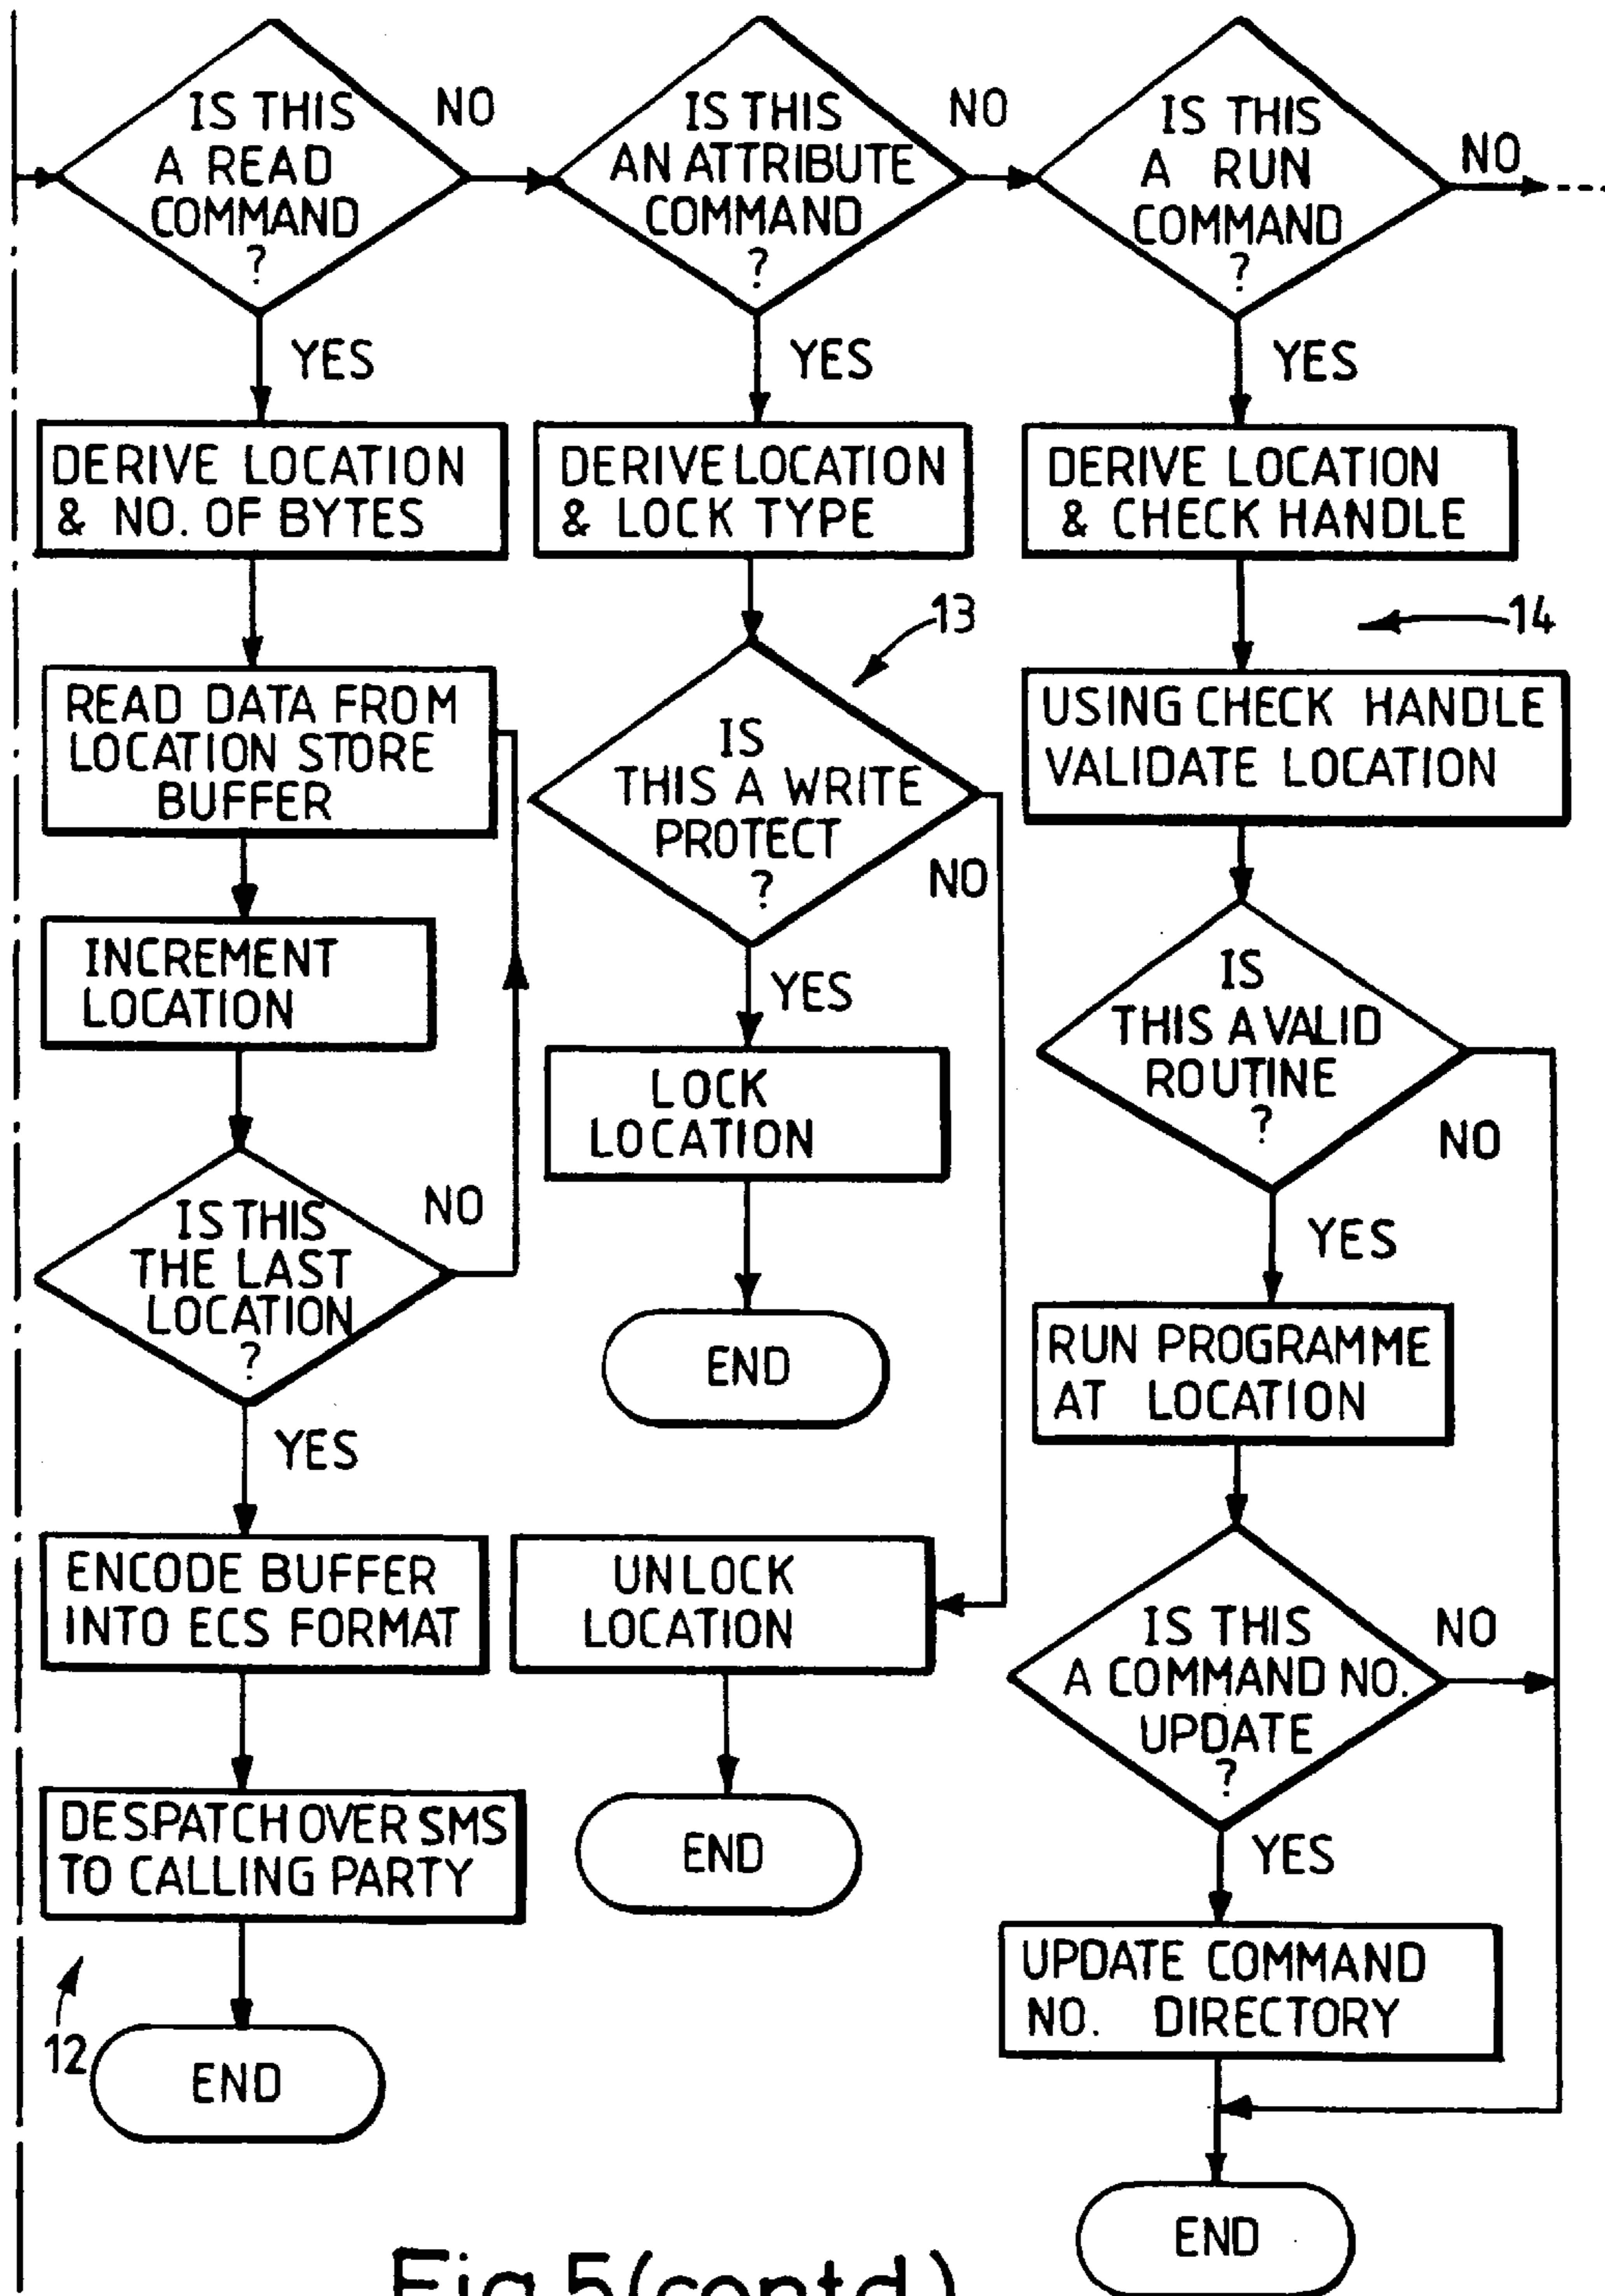 IS THIS
A READ
COMMAND
?
NO
YES
DERIVE LOCATION
& NO. OF BYTES
READ DATA FROM
LOCATION STORE
BUFFER
INCREMENT
LOCATION
IS THIS
THE LAST
LOCATION
?
NO
YES
ENCODE BUFFER
INTO ECS FORMAT
DESPATCH OVER SMS
TO CALLING PARTY
12
END
IS THIS
AN ATTRIBUTE
COMMAND
?
NO
YES
DERIVE LOCATION
& LOCK TYPE
13
IS
THIS A WRITE
PROTECT
?
NO
YES
LOCK
LOCATION
END
UNLOCK
LOCATION
END
IS THIS
A RUN
COMMAND
?
NO
YES
DERIVE LOCATION
& CHECK HANDLE
14
USING CHECK HANDLE
VALIDATE LOCATION
IS
THIS A VALID
ROUTINE
?
NO
YES
RUN PROGRAMME
AT LOCATION
IS THIS
A COMMAND NO.
UPDATE
?
NO
YES
UPDATE COMMAND
NO. DIRECTORY
END
Fig.5(contd.)